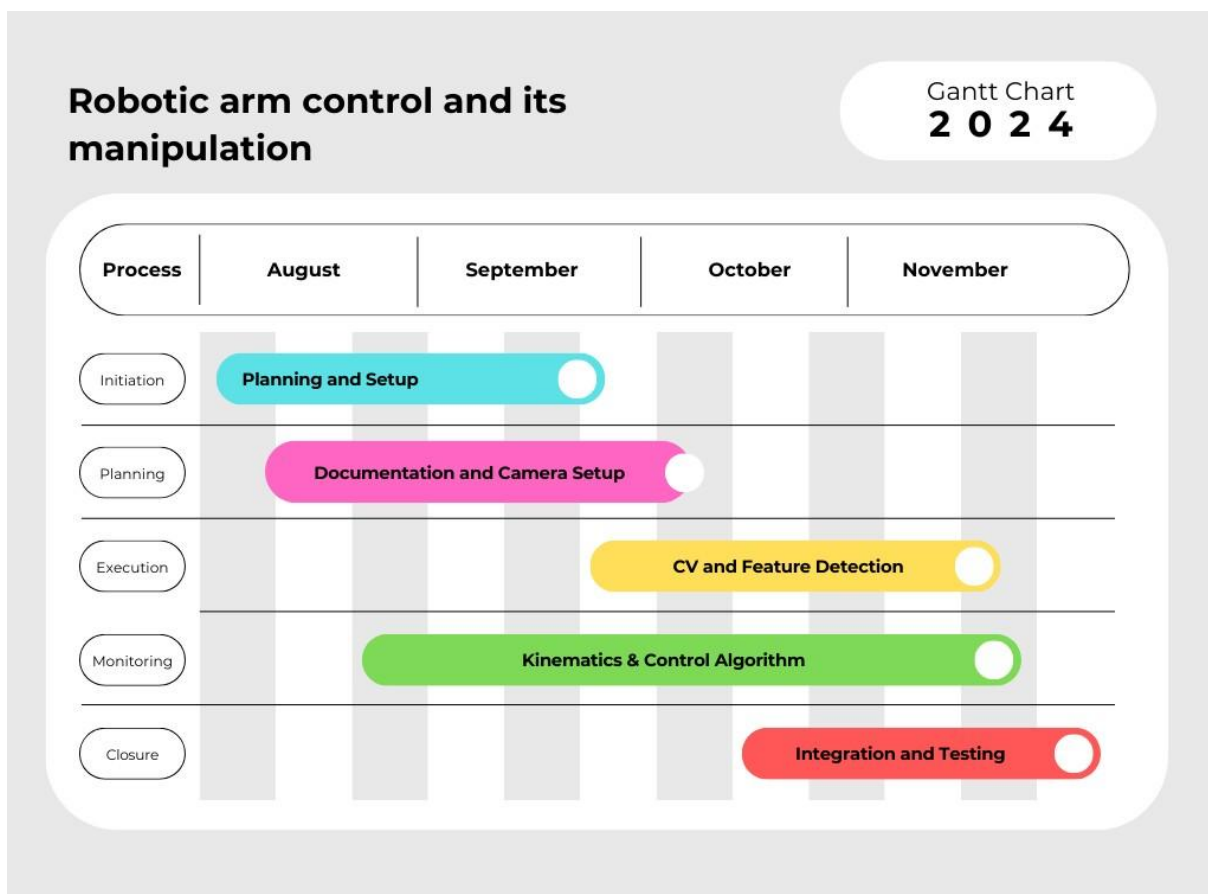 Robotic arm control and its
manipulation
Gantt Chart
2 0 2 4
Process August September October November
Initiation Planning and Setup
Planning Documentation and Camera Setup
Execution CV and Feature Detection
Monitoring Kinematics & Control Algorithm
Closure Integration and Testing